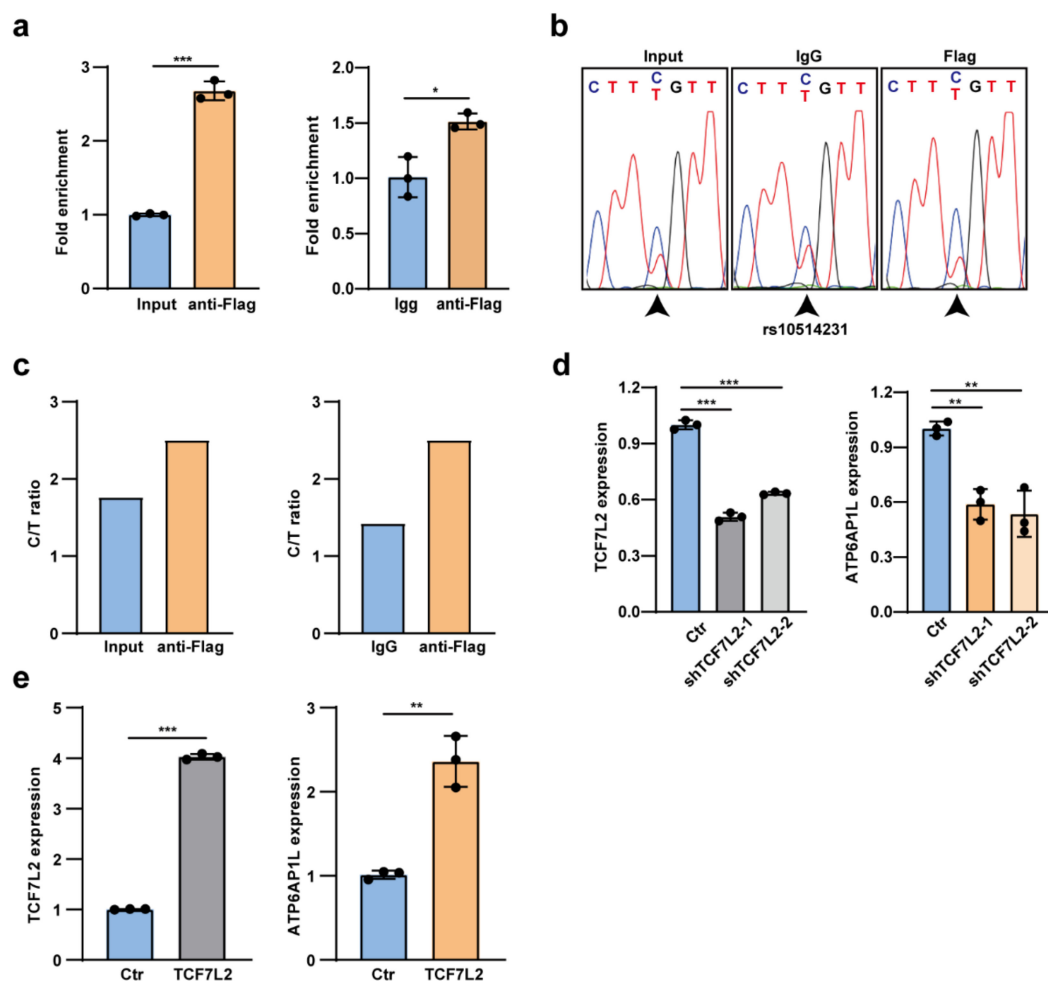 a
Fold enrichment
3
2
1
0
***
Input anti-Flag
Fold enrichment
2.0
1.5
1.0
0.5
0.0
*
Igg anti-Flag
b
Input IgG Flag
C T T C/T G T T
C T T C/T G T T
C T T C/T G T T
rs10514231
c
C/T ratio
3
2
1
0
Input anti-Flag
C/T ratio
3
2
1
0
IgG anti-Flag
d
TCF7L2 expression
1.2
0.9
0.6
0.3
0.0
***
***
Ctr
shTCF7L2-1
shTCF7L2-2
ATP6AP1L expression
1.2
0.9
0.6
0.3
0.0
**
**
Ctr
shTCF7L2-1
shTCF7L2-2
e
TCF7L2 expression
5
4
3
2
1
0
***
Ctr TCF7L2
ATP6AP1L expression
3
2
1
0
**
Ctr TCF7L2